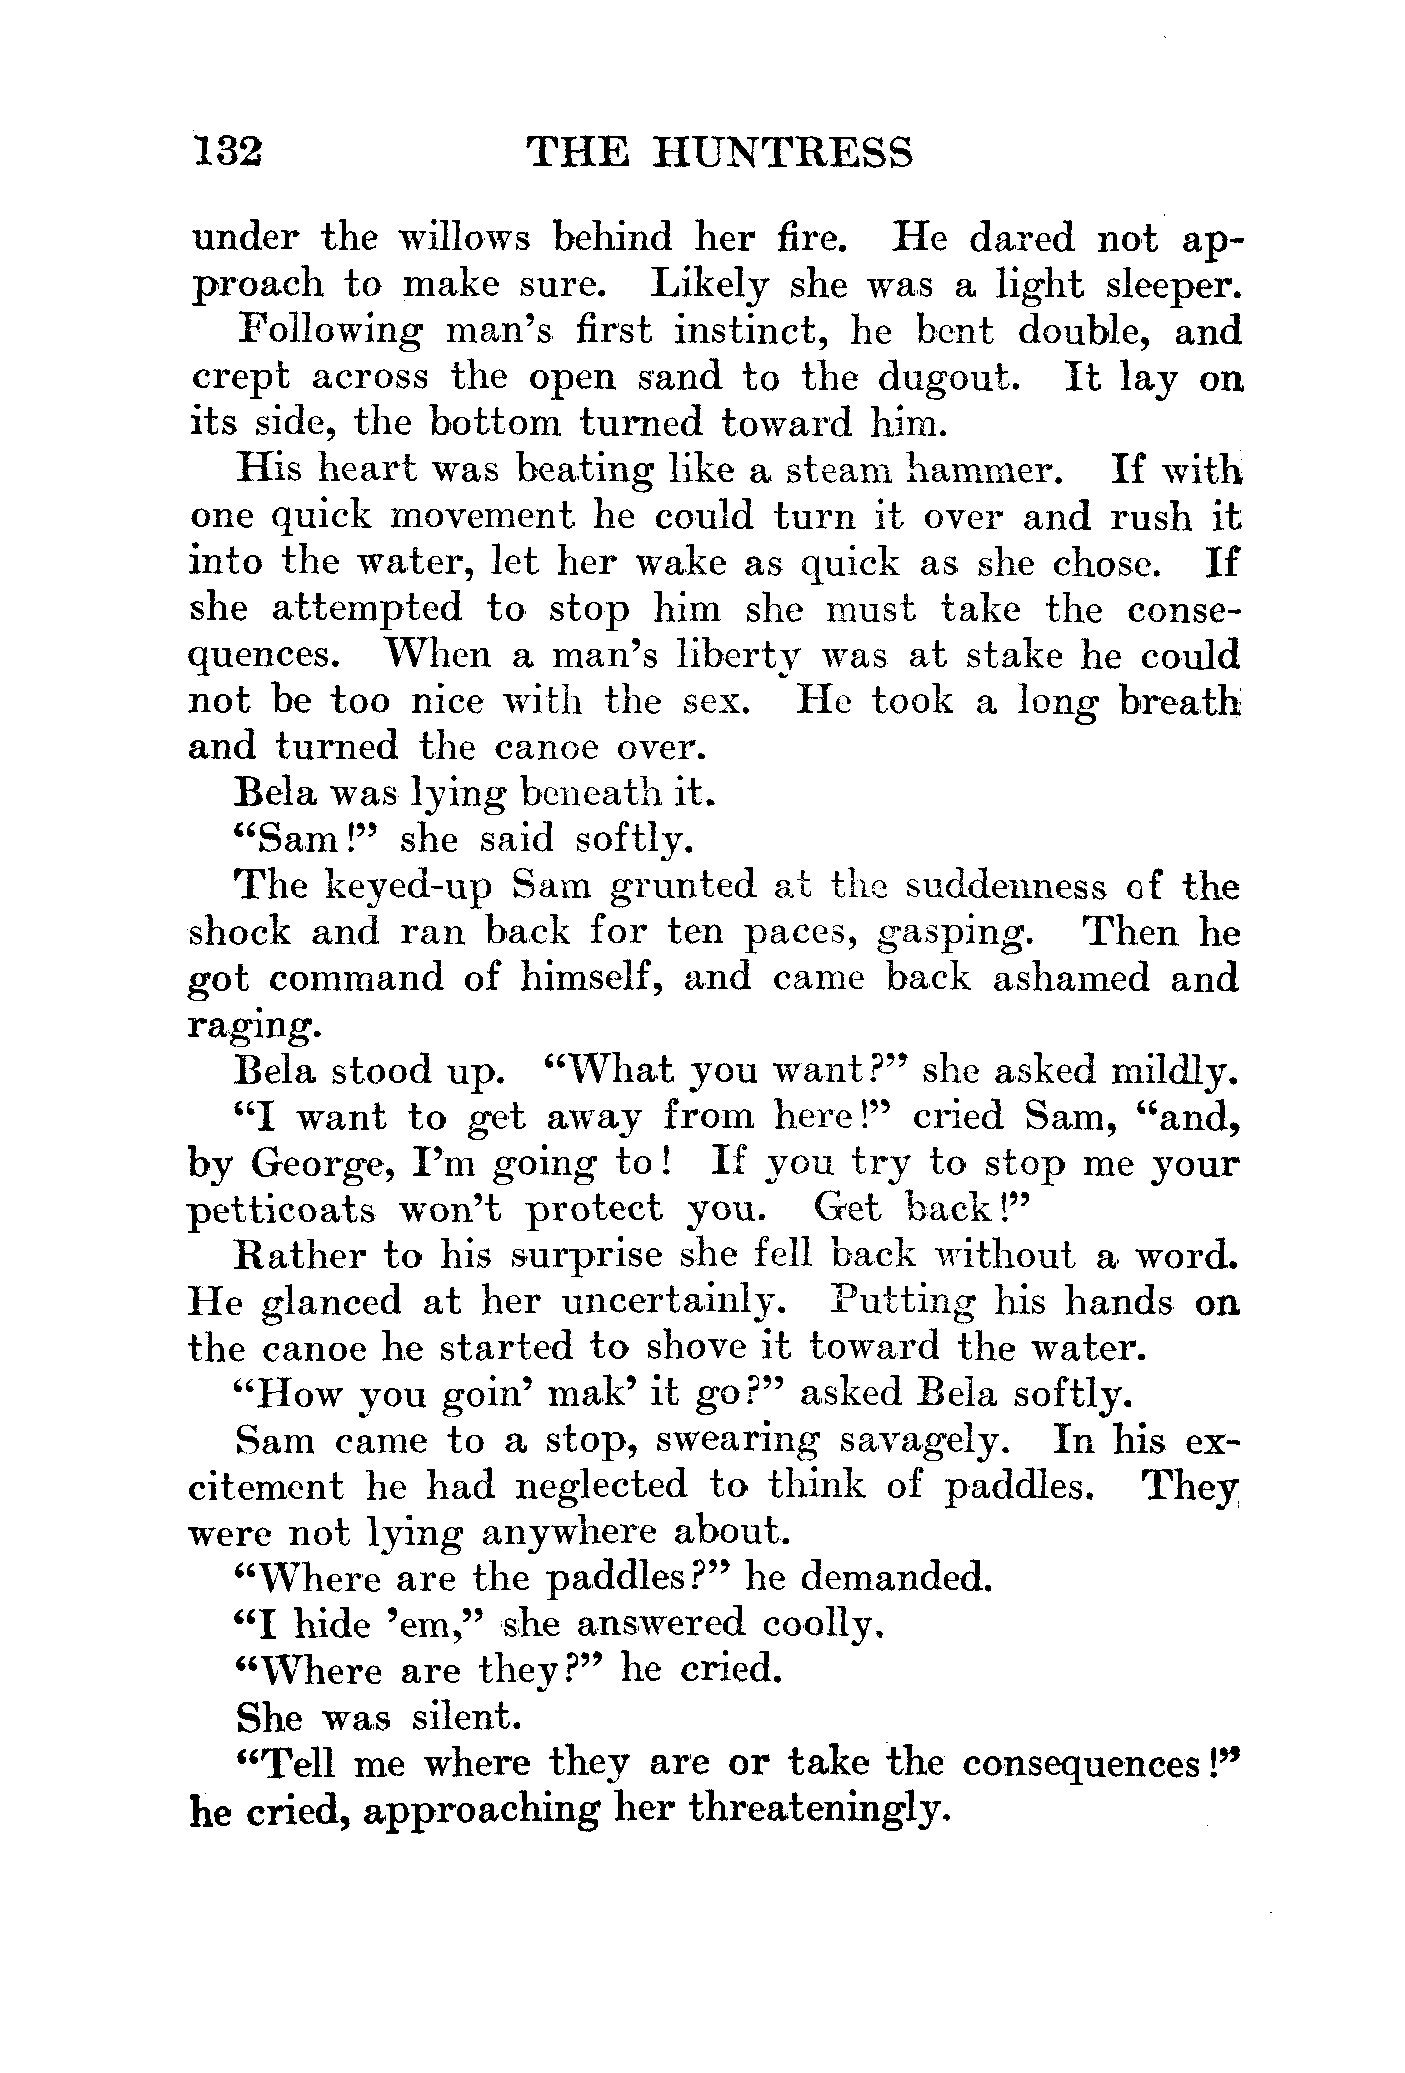 132 THE HUNTRESS
under the willows behind her fire. He dared not ap-
proach to make sure. Likely she was a light sleeper.
Following man's first instinct, he bent double, and
crept across the open sand to the dugout. It lay on
its side, the bottom turned toward him.
His heart was beating like a steam hammer. If with
one quick movement he could turn it over and rush it
into the water, let her wake as quick as she chose. If
she attempted to stop him she must take the conse-
quences. When a man's liberty was at stake he could
not be too nice with the sex. He took a long breath
and turned the canoe over.
Bela was lying beneath it.
“Sam!” she said softly.
The keyed-up Sam grunted at the suddenness of the
shock and ran back for ten paces, gasping. Then he
got command of himself, and came back ashamed and
raging.
Bela stood up. “What you want?” she asked mildly.
“I want to get away from here!” cried Sam, “and,
by George, I'm going to! If you try to stop me your
petticoats won't protect you. Get back!”
Rather to his surprise she fell back without a word.
He glanced at her uncertainly. Putting his hands on
the canoe he started to shove it toward the water.
“How you goin' mak' it go?” asked Bela softly.
Sam came to a stop, swearing savagely. In his ex-
citement he had neglected to think of paddles. They
were not lying anywhere about.
“Where are the paddles?” he demanded.
“I hide 'em,” she answered coolly.
“Where are they?” he cried.
She was silent.
“Tell me where they are or take the consequences!”
he cried, approaching her threateningly.